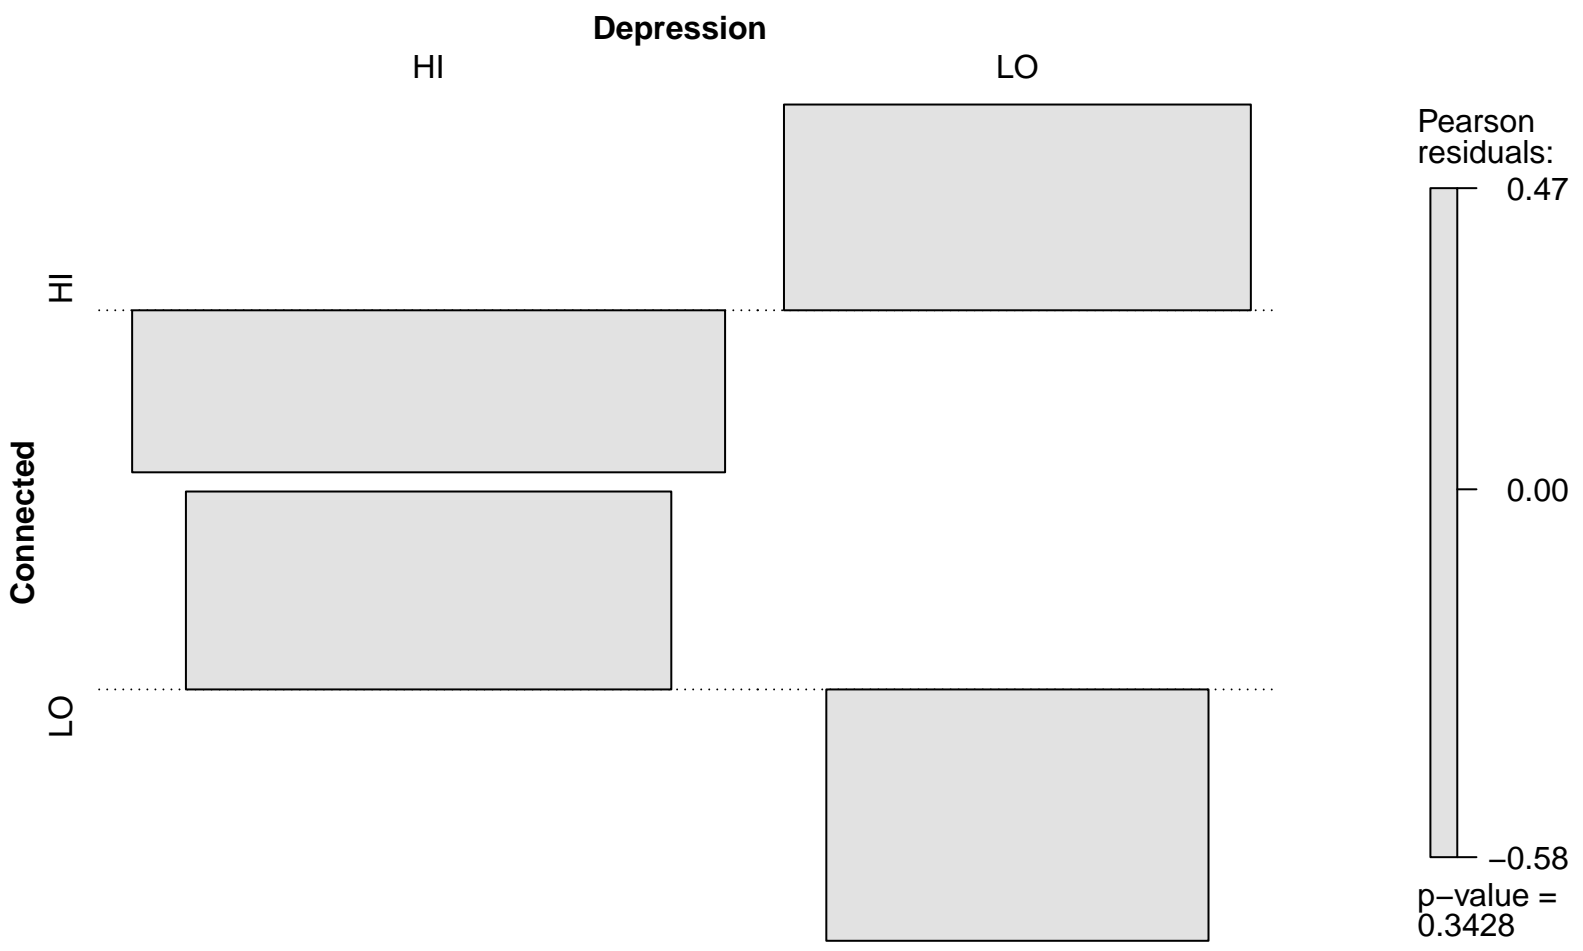 Depression
HI
LO
Connected
HI
LO
Pearson
residuals:
0.47
0.00
−0.58
p−value =
0.3428